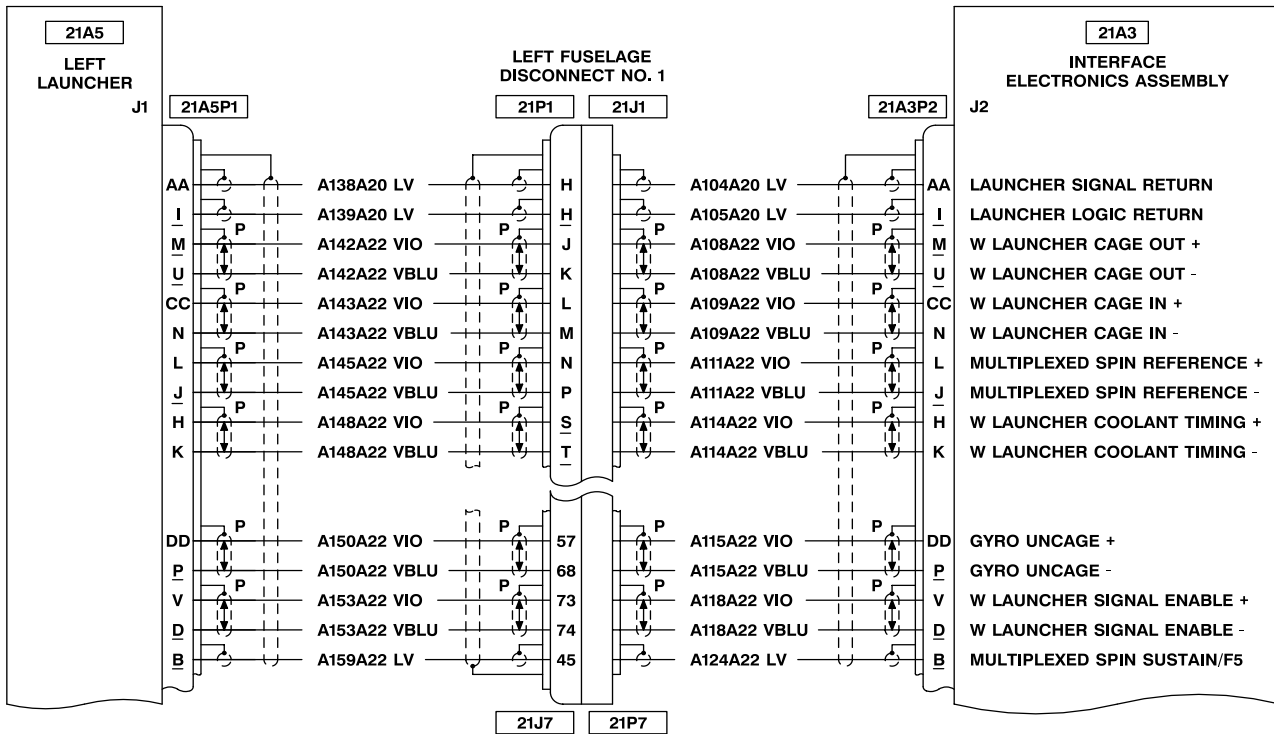 21A5
LEFT
LAUNCHER
J1
21A5P1
LEFT FUSELAGE
DISCONNECT NO. 1
21P1
21J1
21A3
INTERFACE
ELECTRONICS ASSEMBLY
21A3P2
J2
AA A138A20 LV H A104A20 LV AA LAUNCHER SIGNAL RETURN
I A139A20 LV H A105A20 LV I LAUNCHER LOGIC RETURN
P P P P
M A142A22 VIO J A108A22 VIO M W LAUNCHER CAGE OUT +
U A142A22 VBLU K A108A22 VBLU U W LAUNCHER CAGE OUT -
P P P P
CC A143A22 VIO L A109A22 VIO CC W LAUNCHER CAGE IN +
N A143A22 VBLU M A109A22 VBLU N W LAUNCHER CAGE IN -
P P P P
L A145A22 VIO N A111A22 VIO L MULTIPLEXED SPIN REFERENCE +
J A145A22 VBLU P A111A22 VBLU J MULTIPLEXED SPIN REFERENCE -
P P P P
H A148A22 VIO S A114A22 VIO H W LAUNCHER COOLANT TIMING +
K A148A22 VBLU T A114A22 VBLU K W LAUNCHER COOLANT TIMING -
P P P P
DD A150A22 VIO 57 A115A22 VIO DD GYRO UNCAGE +
P A150A22 VBLU 68 A115A22 VBLU P GYRO UNCAGE -
P P P P
V A153A22 VIO 73 A118A22 VIO V W LAUNCHER SIGNAL ENABLE +
D A153A22 VBLU 74 A118A22 VBLU D W LAUNCHER SIGNAL ENABLE -
B A159A22 LV 45 A124A22 LV B MULTIPLEXED SPIN SUSTAIN/F5
21J7
21P7